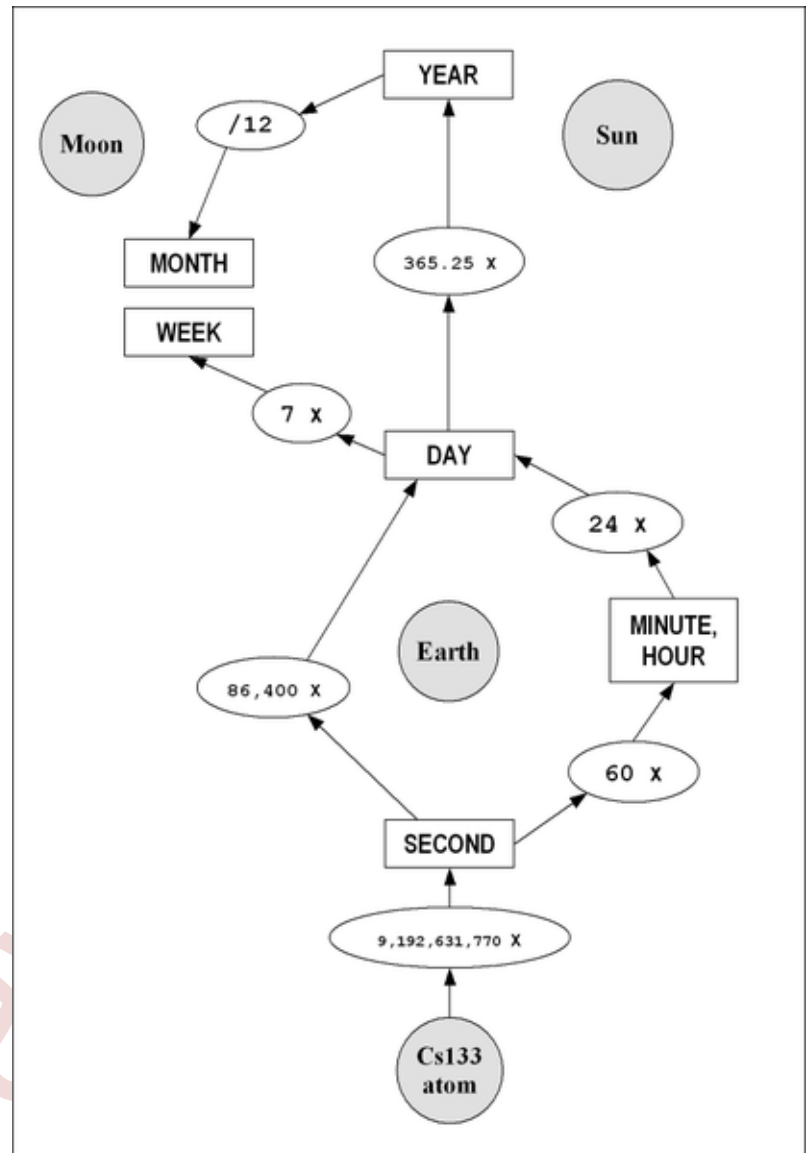 YEAR
/12
Moon
Sun
MONTH
365.25 X
WEEK
7 X
DAY
24 X
MINUTE,
HOUR
Earth
86,400 X
60 X
SECOND
9,192,631,770 X
Cs133
atom